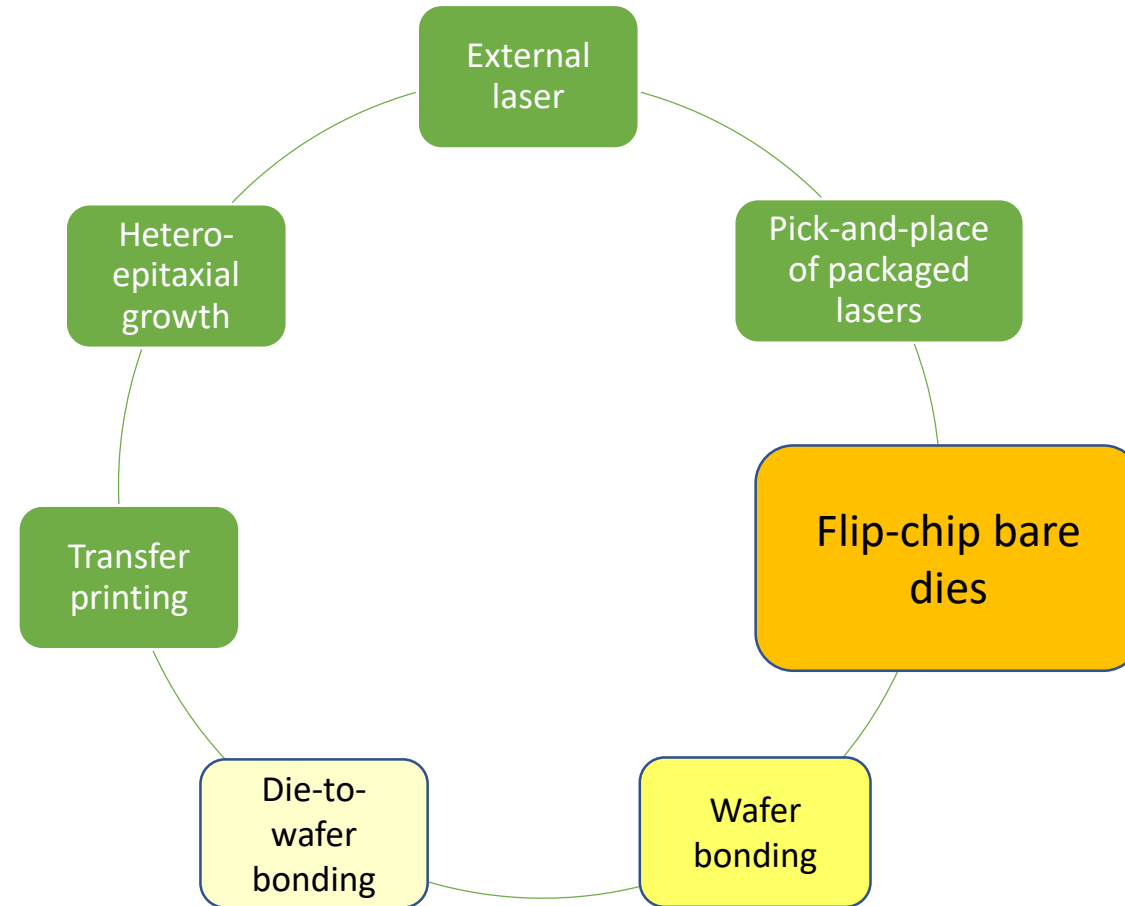 External
laser
Pick-and-place
of packaged
lasers
Flip-chip bare
dies
Wafer
bonding
Die-to-
wafer
bonding
Transfer
printing
Hetero-
epitaxial
growth